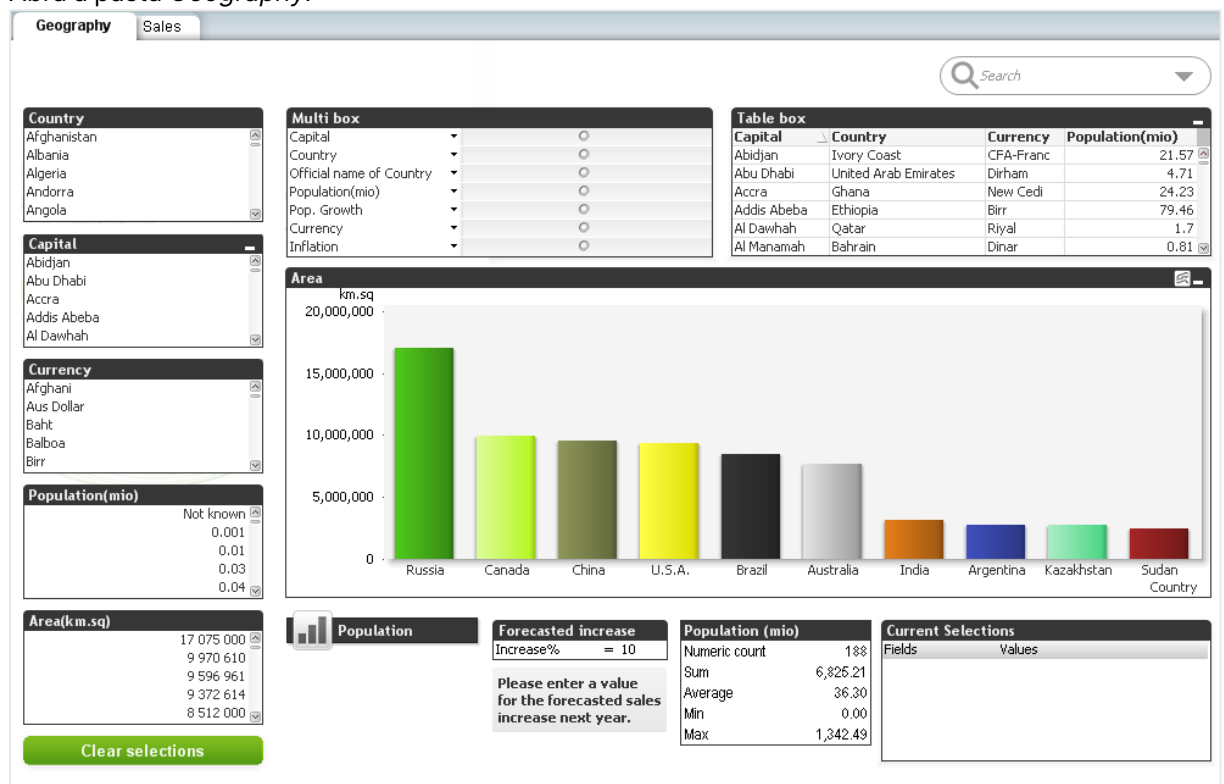 Geography
Sales
Search
Country
Afghanistan
Albania
Algeria
Andorra
Angola
Capital
Abidjan
Abu Dhabi
Accra
Addis Abeba
Al Dawhah
Currency
Afghani
Aus Dollar
Baht
Balboa
Birr
Population(mio)
Not known
0.001
0.01
0.03
0.04
Area(km.sq)
17 075 000
9 970 610
9 596 961
9 372 614
8 512 000
Clear selections
Multi box
Capital
Country
Official name of Country
Population(mio)
Pop. Growth
Currency
Inflation
Table box
Capital Country Currency Population(mio)
Abidjan Ivory Coast CFA-Franc 21.57
Abu Dhabi United Arab Emirates Dirham 4.71
Accra Ghana New Cedi 24.23
Addis Abeba Ethiopia Birr 79.46
Al Dawhah Qatar Riyal 1.7
Al Manamah Bahrain Dinar 0.81
Area
km.sq
20,000,000
15,000,000
10,000,000
5,000,000
0
Russia Canada China U.S.A. Brazil Australia India Argentina Kazakhstan Sudan
Country
Population
Forecasted increase
Increase% = 10
Please enter a value
for the forecasted sales
increase next year.
Population (mio)
Numeric count 188
Sum 6,825.21
Average 36.30
Min 0.00
Max 1,342.49
Current Selections
Fields Values